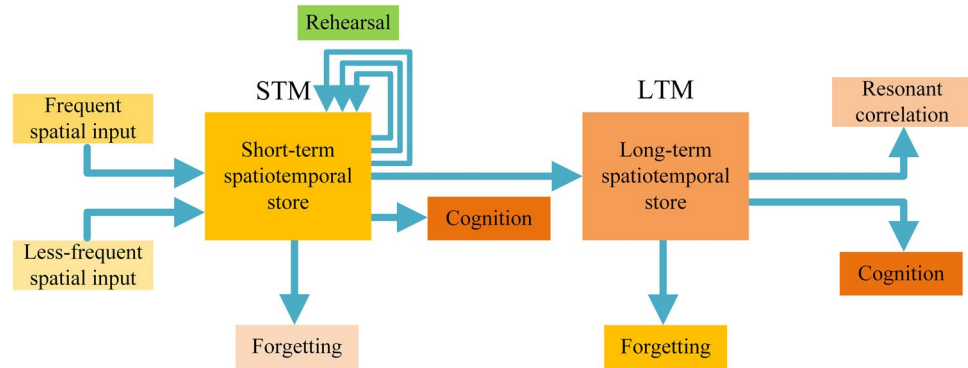 Rehearsal
STM
LTM
Frequent
spatial input
Less-frequent
spatial input
Short-term
spatiotemporal
store
Cognition
Forgetting
Long-term
spatiotemporal
store
Forgetting
Resonant
correlation
Cognition